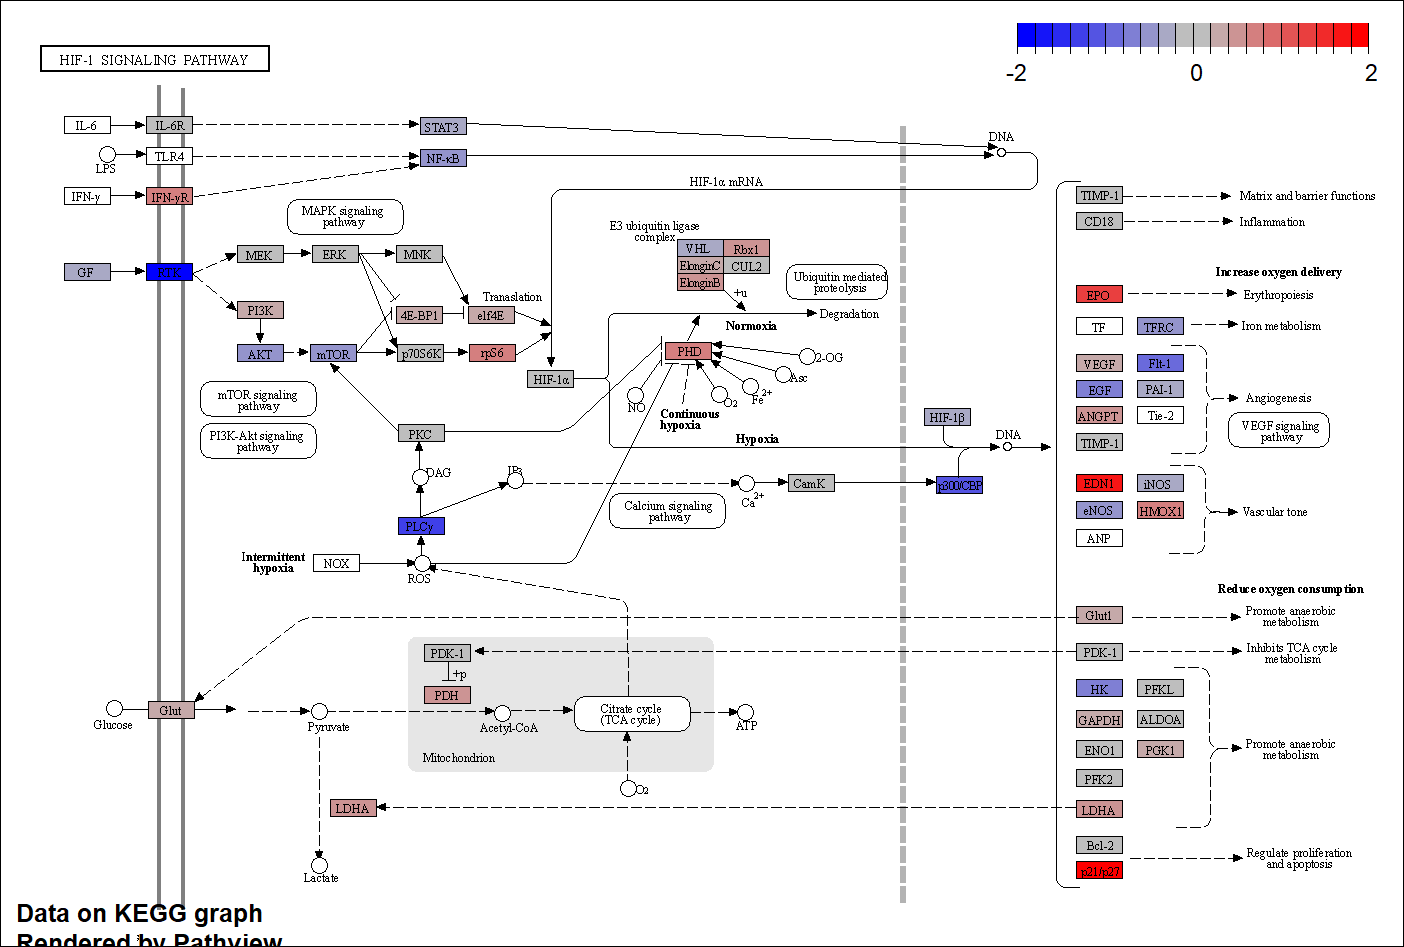 HIF-1 SIGNALING PATHWAY
-2
0
2
IL-6
IL-6R
STAT3
DNA
LPS
TLR4
NF-κB
IFN-γ
IFN-γR
HIF-1α mRNA
TIMP-1
Matrix and barrier functions
MAPK signaling
pathway
CD18
Inflammation
E3 ubiquitin ligase
complex
VHL
Rbx1
MEK
ERK
MNK
ElonginC
CUL2
GF
RTK
ElonginB
+u
Ubiquitin mediated
proteolysis
Increase oxygen delivery
EPO
Erythropoiesis
PI3K
4E-BP1
eIf4E
Translation
Degradation
Normoxia
TF
TFRC
Iron metabolism
AKT
mTOR
p70S6K
rpS6
PHD
2-OG
Asc
Fe2+
O2
NO
HIF-1α
VEGF
Flt-1
EGF
PAI-1
Angiogenesis
ANGPT
Tie-2
VEGF signaling
pathway
TIMP-1
mTOR signaling
pathway
PI3K-Akt signaling
pathway
Continuous
hypoxia
PKC
Hypoxia
HIF-1β
DNA
DAG
IP3
Ca2+
CamK
p300/CBP
EDN1
iNOS
eNOS
HMOX1
Vascular tone
ANP
Calcium signaling
pathway
PLCγ
Intermittent
hypoxia
NOX
ROS
Reduce oxygen consumption
Glut1
Promote anaerobic
metabolism
PDK-1
+p
PDH
PDK-1
Inhibits TCA cycle
metabolism
HK
PFKL
Glucose
Glut
Pyruvate
Acetyl-CoA
Citrate cycle
(TCA cycle)
ATP
GAPDH
ALDOA
ENO1
PGK1
Promote anaerobic
metabolism
Mitochondrion
O2
PFK2
LDHA
LDHA
Lactate
Bcl-2
p21/p27
Regulate proliferation
and apoptosis
Data on KEGG graph
Rendered by Pathview